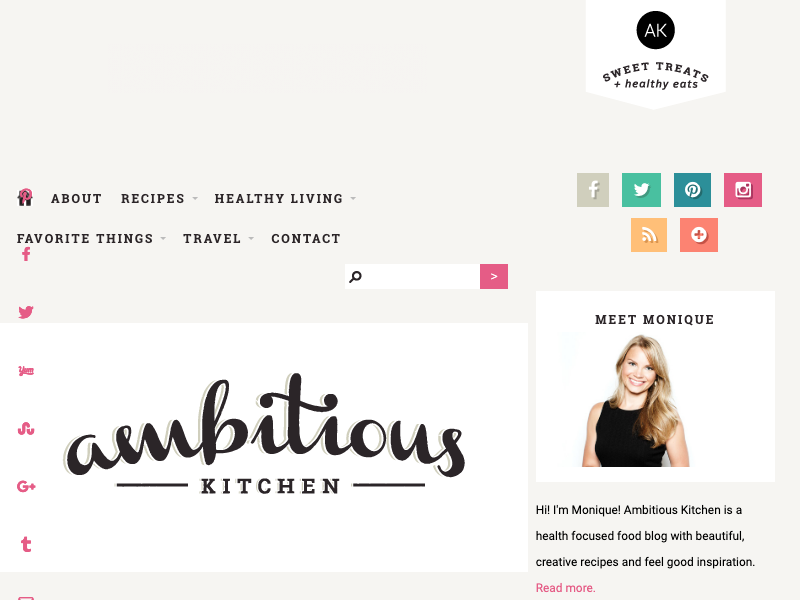 AK
SWEET TREATS
+ healthy eats
ABOUT RECIPES HEALTHY LIVING
FAVORITE THINGS TRAVEL CONTACT
>
ambitious
KITCHEN
MEET MONIQUE
Hi! I'm Monique! Ambitious Kitchen is a
health focused food blog with beautiful,
creative recipes and feel good inspiration.
Read more.